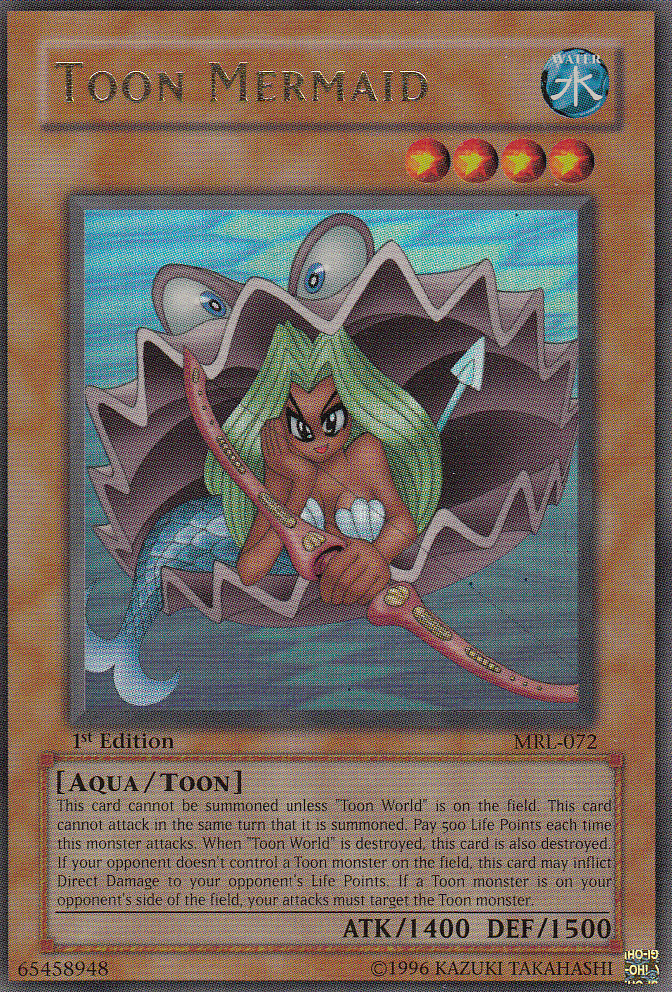 TOON MERMAID
WATER
水
1st Edition
MRL-072
[AQUA/TOON]
This card cannot be summoned unless "Toon World" is on the field. This card
cannot attack in the same turn that it is summoned. Pay 500 Life Points each time
this monster attacks. When "Toon World" is destroyed, this card is also destroyed.
If your opponent doesn't control a Toon monster on the field, this card may inflict
Direct Damage to your opponent's Life Points. If a Toon monster is on your
opponent's side of the field, your attacks must target the Toon monster.
ATK/1400 DEF/1500
65458948
©1996 KAZUKI TAKAHASHI